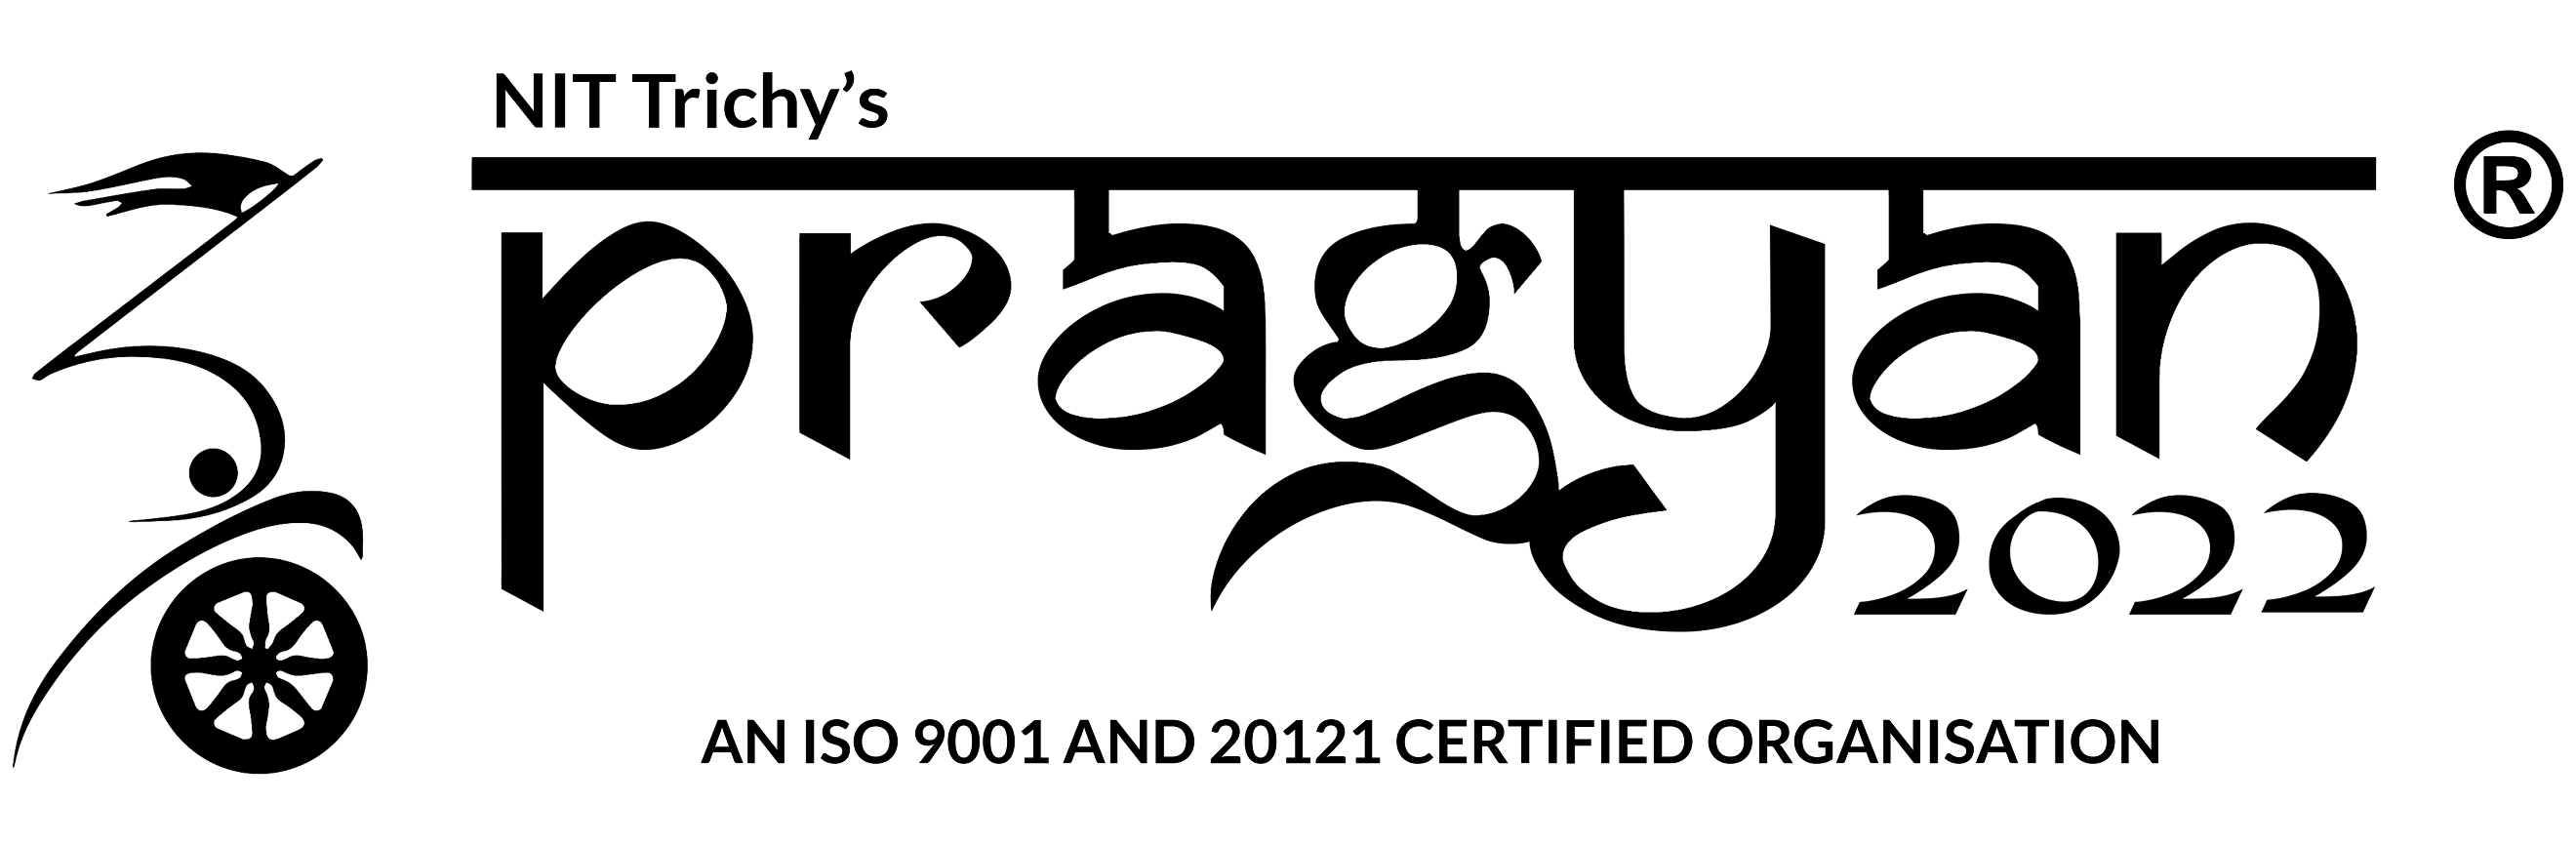 NIT Trichy’s
pragyan ®
2022
AN ISO 9001 AND 20121 CERTIFIED ORGANISATION